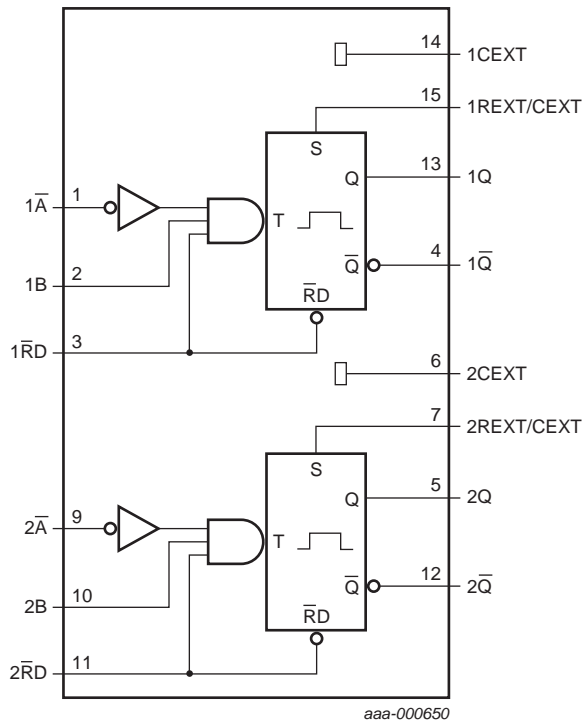 14 1CEXT
15 1REXT/CEXT
S
1A̅ 1
Q 13 1Q
T
1B 2
Q̅ 4 1Q̅
R̅D
1R̅D 3
6 2CEXT
7 2REXT/CEXT
S
2A̅ 9
Q 5 2Q
T
2B 10
Q̅ 12 2Q̅
R̅D
2R̅D 11
aaa-000650